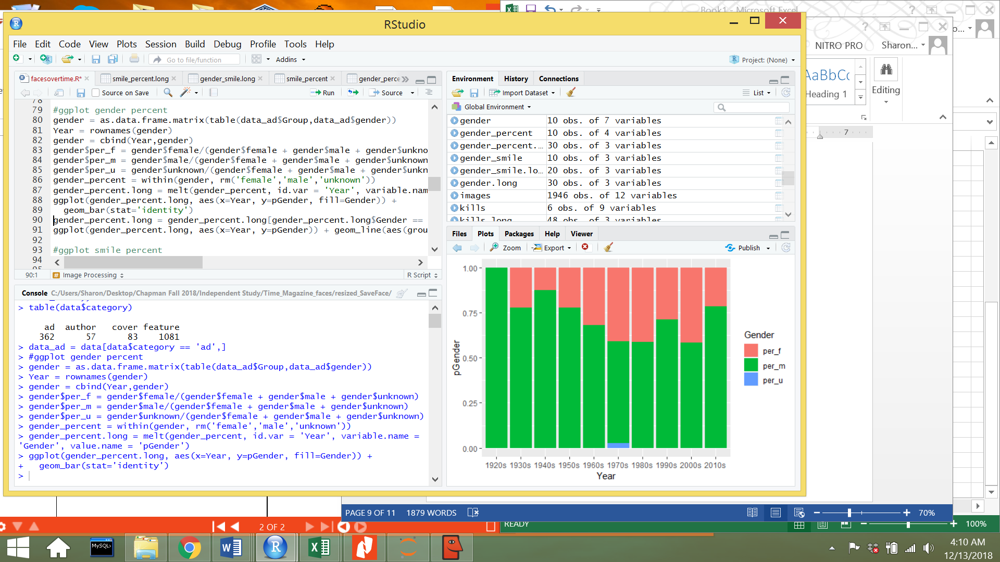 Book1 - Microsoft Excel
RStudio
File Edit Code View Plots Session Build Debug Profile Tools Help
Go to file/function
Addins
Project: (None)
NITRO PRO
Sharon...
facesovertime.R*
smile_percent.long
gender_smile.long
smile_percent
gender_perce
Source on Save
Run
Source
78
79 #ggplot gender percent
80 gender = as.data.frame.matrix(table(data_ad$Group,data_ad$gender))
81 Year = rownames(gender)
82 gender = cbind(Year,gender)
83 gender$per_f = gender$female/(gender$female + gender$male + gender$unkno
84 gender$per_m = gender$male/(gender$female + gender$male + gender$unknown
85 gender$per_u = gender$unknown/(gender$female + gender$male + gender$unkn
86 gender_percent = within(gender, rm('female','male','unknown'))
87 gender_percent.long = melt(gender_percent, id.var = 'Year', variable.nam
88 ggplot(gender_percent.long, aes(x=Year, y=pGender, fill=Gender)) +
89 geom_bar(stat='identity')
90 gender_percent.long = gender_percent.long[gender_percent.long$Gender ==
91 ggplot(gender_percent.long, aes(x=Year, y=pGender)) + geom_line(aes(grou
92
93 #ggplot smile percent
94
95
90:1
Image Processing
R Script
Console C:/Users/Sharon/Desktop/Chapman Fall 2018/Independent Study/Time_Magazine_faces/resized_SaveFace/
> table(data$category)
ad author cover feature
362 57 83 1081
> data_ad = data[data$category == 'ad',]
> #ggplot gender percent
> gender = as.data.frame.matrix(table(data_ad$Group,data_ad$gender))
> Year = rownames(gender)
> gender = cbind(Year,gender)
> gender$per_f = gender$female/(gender$female + gender$male + gender$unknown)
> gender$per_m = gender$male/(gender$female + gender$male + gender$unknown)
> gender$per_u = gender$unknown/(gender$female + gender$male + gender$unknown)
> gender_percent = within(gender, rm('female','male','unknown'))
> gender_percent.long = melt(gender_percent, id.var = 'Year', variable.name =
'Gender', value.name = 'pGender')
> ggplot(gender_percent.long, aes(x=Year, y=pGender, fill=Gender)) +
+ geom_bar(stat='identity')
>
Environment History Connections
Import Dataset
List
Global Environment
gender 10 obs. of 7 variables
gender_percent 10 obs. of 4 variables
gender_percent.… 30 obs. of 3 variables
gender_smile 10 obs. of 3 variables
gender_smile.lo… 20 obs. of 3 variables
gender.long 30 obs. of 3 variables
images 1946 obs. of 12 variables
kills 6 obs. of 9 variables
kills long 48 obs. of 3 variables
Files Plots Packages Help Viewer
Zoom
Export
Publish
1.00
0.75
0.50
0.25
0.00
pGender
1920s 1930s 1940s 1950s 1960s 1970s 1980s 1990s 2000s 2010s
Year
Gender
per_f
per_m
per_u
AaBbCc
Heading 1
Editing
7
PAGE 9 OF 11
1879 WORDS
70%
2 OF 2
READY
100%
MySQL>
4:10 AM
12/13/2018